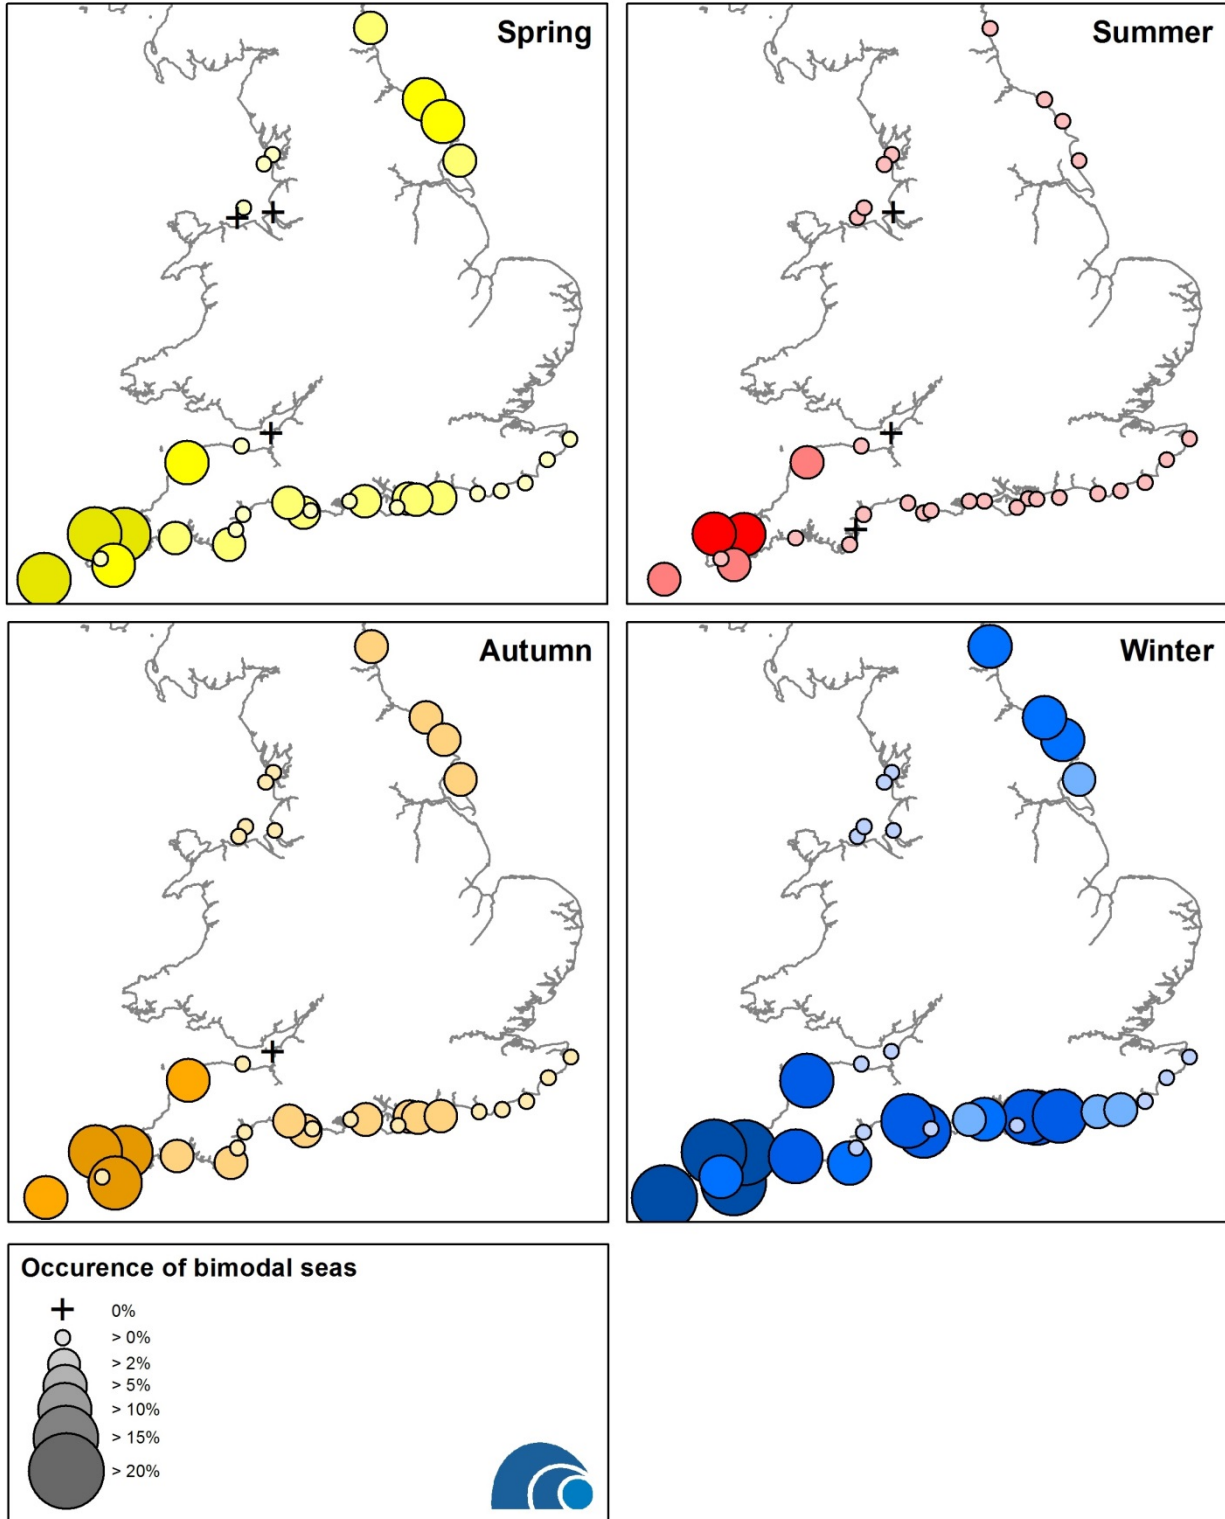 Spring
Summer
Autumn
Winter
Occurence of bimodal seas
0%
> 0%
> 2%
> 5%
> 10%
> 15%
> 20%